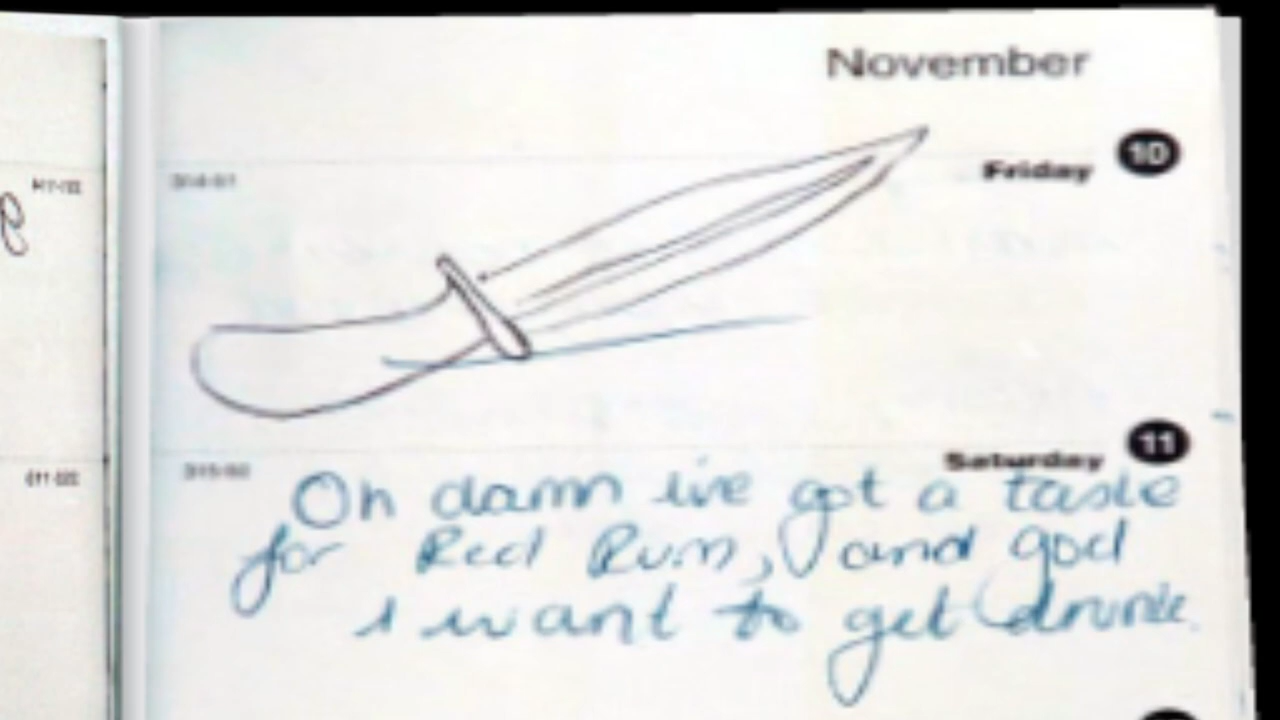 November
10
Friday
11
Saturday
Oh damn ive got a taste
for Red Rum, and god
I want to get drunk.